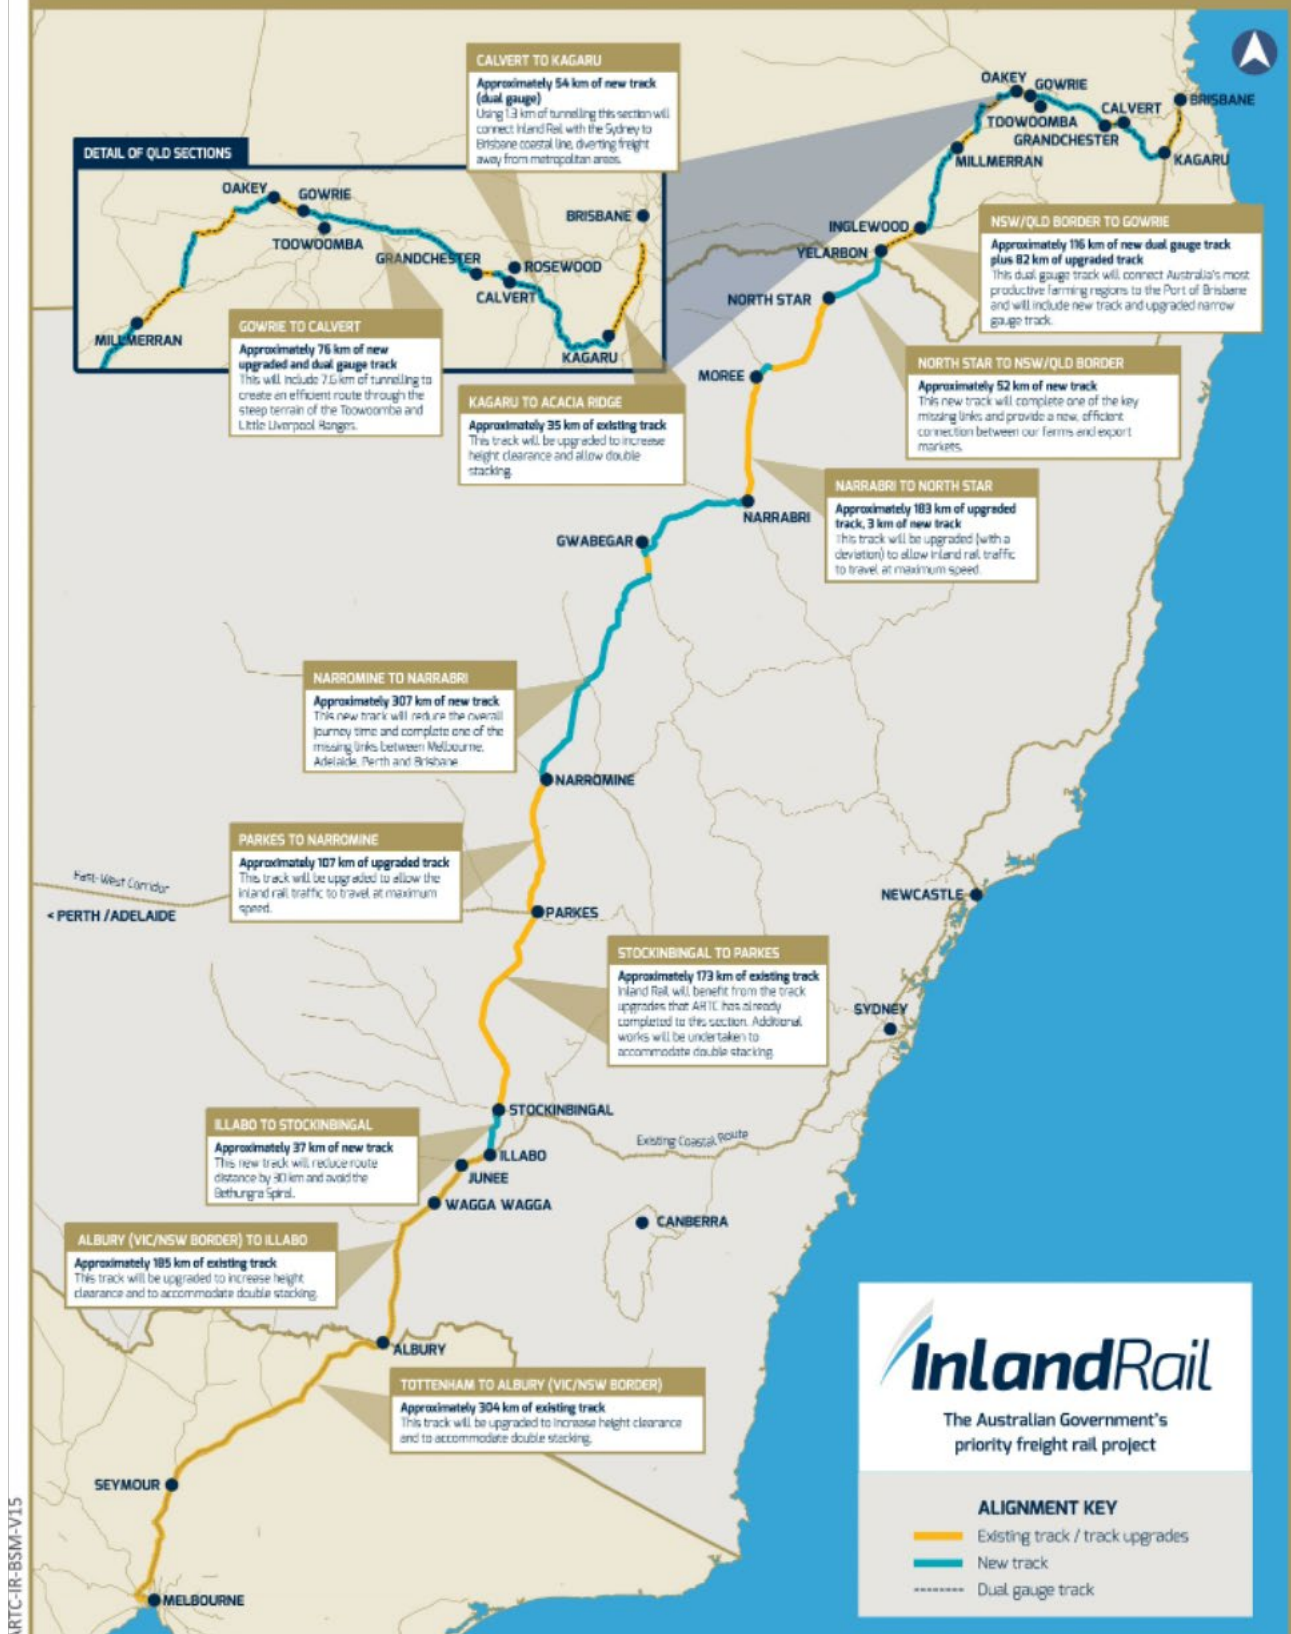 CALVERT TO KAGARU
Approximately 54 km of new track
(dual gauge)
Using 1.3 km of tunnelling this section will
connect Inland Rail with the Sydney to
Brisbane coastal line, diverting freight
away from metropolitan areas.
OAKEY
GOWRIE
TOOWOOMBA
GRANDCHESTER
CALVERT
BRISBANE
KAGARU
MILLMERRAN
INGLEWOOD
YELARBON
NORTH STAR
MOREE
DETAIL OF QLD SECTIONS
OAKEY
GOWRIE
TOOWOOMBA
BRISBANE
GRANDCHESTER
ROSEWOOD
CALVERT
MILLMERRAN
KAGARU
NSW/QLD BORDER TO GOWRIE
Approximately 116 km of new dual gauge track
plus 82 km of upgraded track
This dual gauge track will connect Australia's most
productive farming regions to the Port of Brisbane
and will include new track and upgraded narrow
gauge track.
GOWRIE TO CALVERT
Approximately 76 km of new
upgraded and dual gauge track
This will include 7.6 km of tunnelling to
create an efficient route through the
steep terrain of the Toowoomba and
Little Liverpool Ranges.
NORTH STAR TO NSW/QLD BORDER
Approximately 52 km of new track
This new track will complete one of the key
missing links and provide a new, efficient
connection between our farms and export
markets.
KAGARU TO ACACIA RIDGE
Approximately 35 km of existing track
This track will be upgraded to increase
height clearance and allow double
stacking.
NARRABRI TO NORTH STAR
Approximately 183 km of upgraded
track, 3 km of new track
This track will be upgraded (with a
deviation) to allow inland rail traffic
to travel at maximum speed.
NARRABRI
GWABEGAR
NARROMINE TO NARRABRI
Approximately 307 km of new track
This new track will reduce the overall
journey time and complete one of the
missing links between Melbourne,
Adelaide, Perth and Brisbane
NARROMINE
PARKES TO NARROMINE
Approximately 107 km of upgraded track
This track will be upgraded to allow the
inland rail traffic to travel at maximum
speed.
East-West Corridor
< PERTH /ADELAIDE
PARKES
NEWCASTLE
STOCKINBINGAL TO PARKES
Approximately 173 km of existing track
Inland Rail will benefit from the track
upgrades that ARTC has already
completed to this section. Additional
works will be undertaken to
accommodate double stacking.
SYDNEY
STOCKINBINGAL
ILLABO TO STOCKINBINGAL
Approximately 37 km of new track
This new track will reduce route
distance by 30 km and avoid the
Bethungra Spiral.
Existing Coastal Route
ILLABO
JUNEE
WAGGA WAGGA
CANBERRA
ALBURY (VIC/NSW BORDER) TO ILLABO
Approximately 185 km of existing track
This track will be upgraded to increase height
clearance and to accommodate double stacking.
ALBURY
TOTTENHAM TO ALBURY (VIC/NSW BORDER)
Approximately 304 km of existing track
This track will be upgraded to increase height clearance
and to accommodate double stacking.
SEYMOUR
MELBOURNE
InlandRail
The Australian Government's
priority freight rail project
ALIGNMENT KEY
Existing track / track upgrades
New track
Dual gauge track
ARTC-IR-BSM-V15